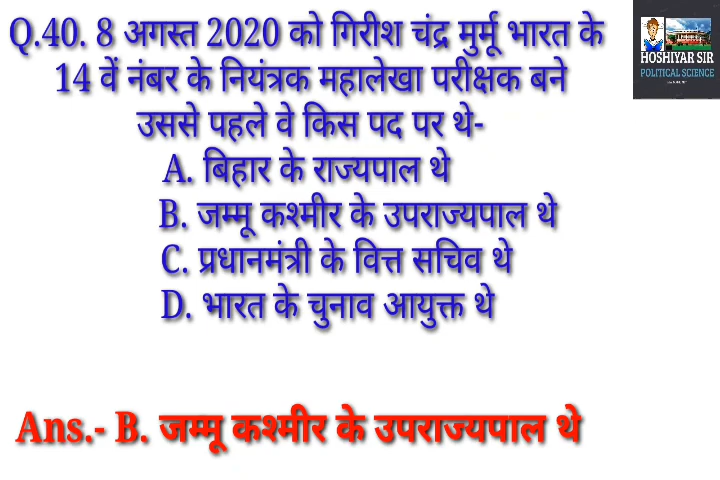 Q.40. 8 अगस्त 2020 को गिरीश चंद्र मुर्मू भारत के
14 वें नंबर के नियंत्रक महालेखा परीक्षक बने
उससे पहले वे किस पद पर थे-
A. बिहार के राज्यपाल थे
B. जम्मू कश्मीर के उपराज्यपाल थे
C. प्रधानमंत्री के वित्त सचिव थे
D. भारत के चुनाव आयुक्त थे
Ans.- B. जम्मू कश्मीर के उपराज्यपाल थे
HOSHIYAR SIR
POLITICAL SCIENCE